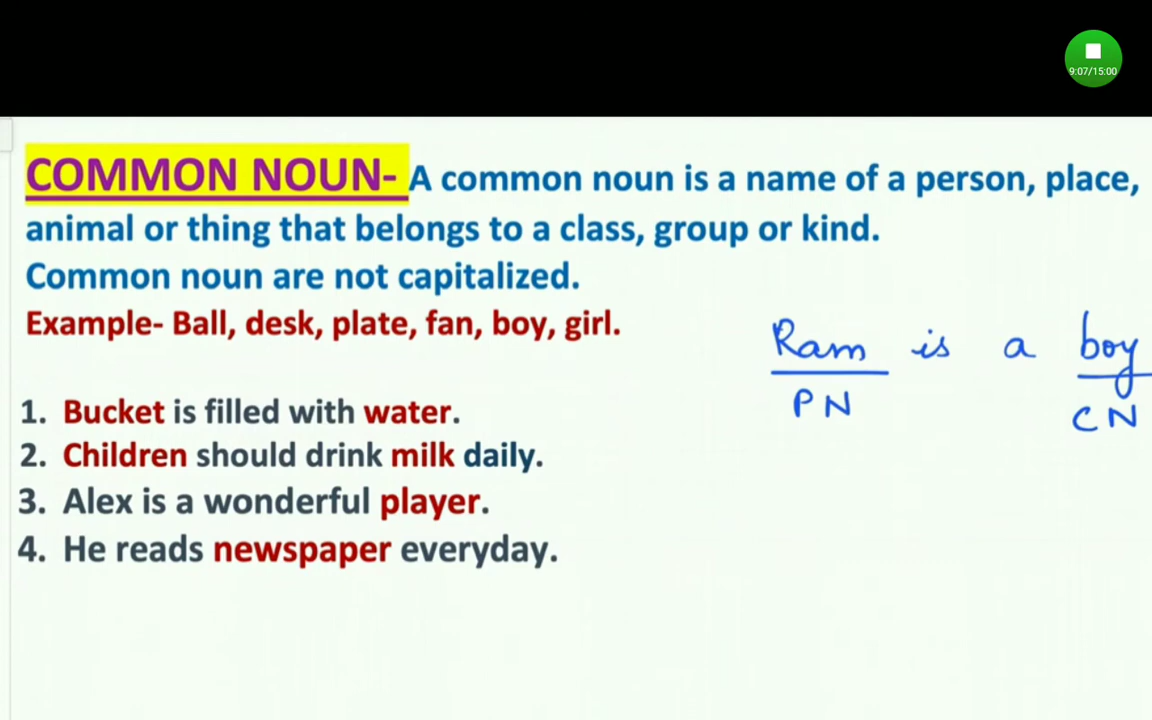 9:07/15:00
COMMON NOUN- A common noun is a name of a person, place,
animal or thing that belongs to a class, group or kind.
Common noun are not capitalized.
Example- Ball, desk, plate, fan, boy, girl.
Ram is a boy
PN CN
1. Bucket is filled with water.
2. Children should drink milk daily.
3. Alex is a wonderful player.
4. He reads newspaper everyday.